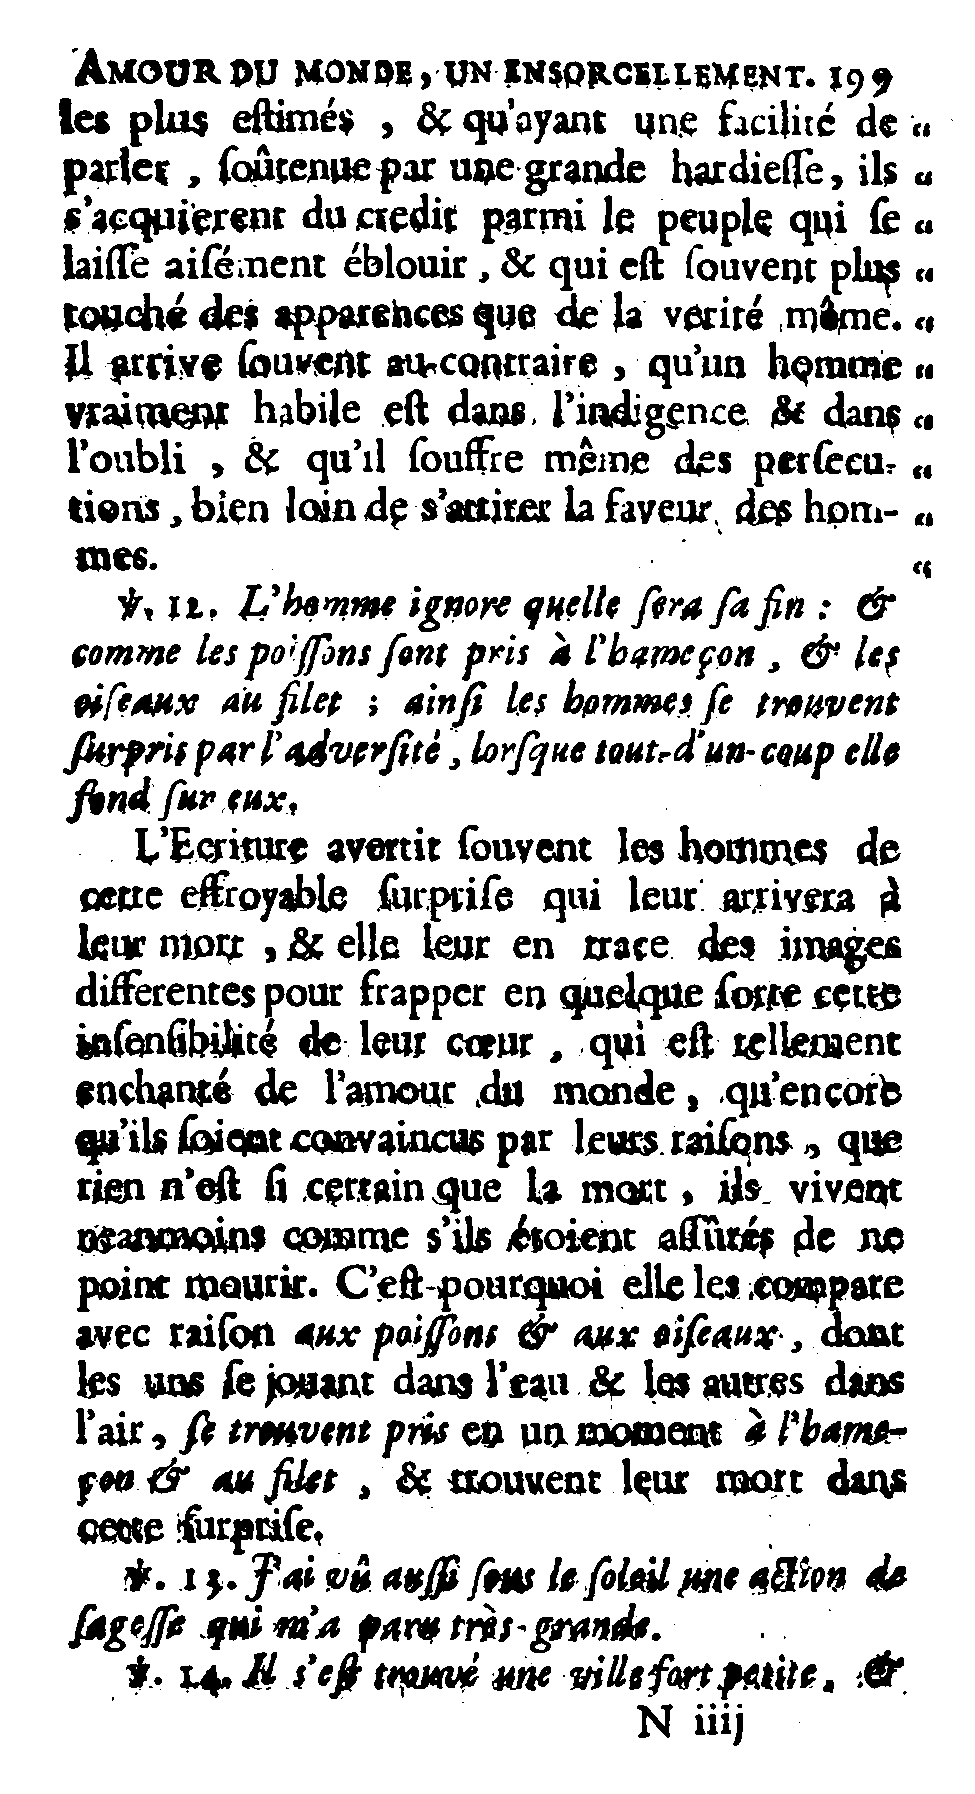 AMOUR DU MONDE, UN ENSORCELLEMENT. 199
les plus eſtimés , & qu'ayant une facilité de "
parler , ſoûtenue par une grande hardieſſe, ils "
s'acquierent du credit parmi le peuple qui ſe "
laiſſe aiſément éblouir , & qui eſt ſouvent plus "
touché des apparences que de la verité même. "
Il arrive ſouvent au contraire , qu'un homme "
vraiment habile eſt dans l'indigence & dans "
l'oubli , & qu'il ſouffre même des perſecu- "
tions , bien loin de s'attirer la faveur des hom- "
mes. "
℣. 12. L'homme ignore quelle ſera ſa fin : &
comme les poiſſons ſont pris à l'hameçon , & les
oiſeaux au filet ; ainſi les hommes ſe trouvent
ſurpris par l'adverſité , lorſque tout-d'un-coup elle
fond ſur eux.
L'Ecriture avertit ſouvent les hommes de
cette effroyable ſurpriſe qui leur arrivera à
leur mort , & elle leur en trace des images
differentes pour frapper en quelque ſorte cette
inſenſibilité de leur cœur , qui eſt tellement
enchanté de l'amour du monde , qu'encore
qu'ils ſoient convaincus par leurs raiſons , que
rien n'eſt ſi certain que la mort , ils vivent
neanmoins comme s'ils étoient aſſûrés de ne
point mourir. C'eſt-pourquoi elle les compare
avec raiſon aux poiſſons & aux oiſeaux , dont
les uns ſe jouant dans l'eau & les autres dans
l'air , ſe trouvent pris en un moment à l'hame-
çon & au filet , & trouvent leur mort dans
cette ſurpriſe.
℣. 13. J'ai vû auſſi ſous le ſoleil une action de
ſageſſe qui m'a paru très-grande.
℣. 14. Il s'eſt trouvé une ville fort petite , &
N iiij